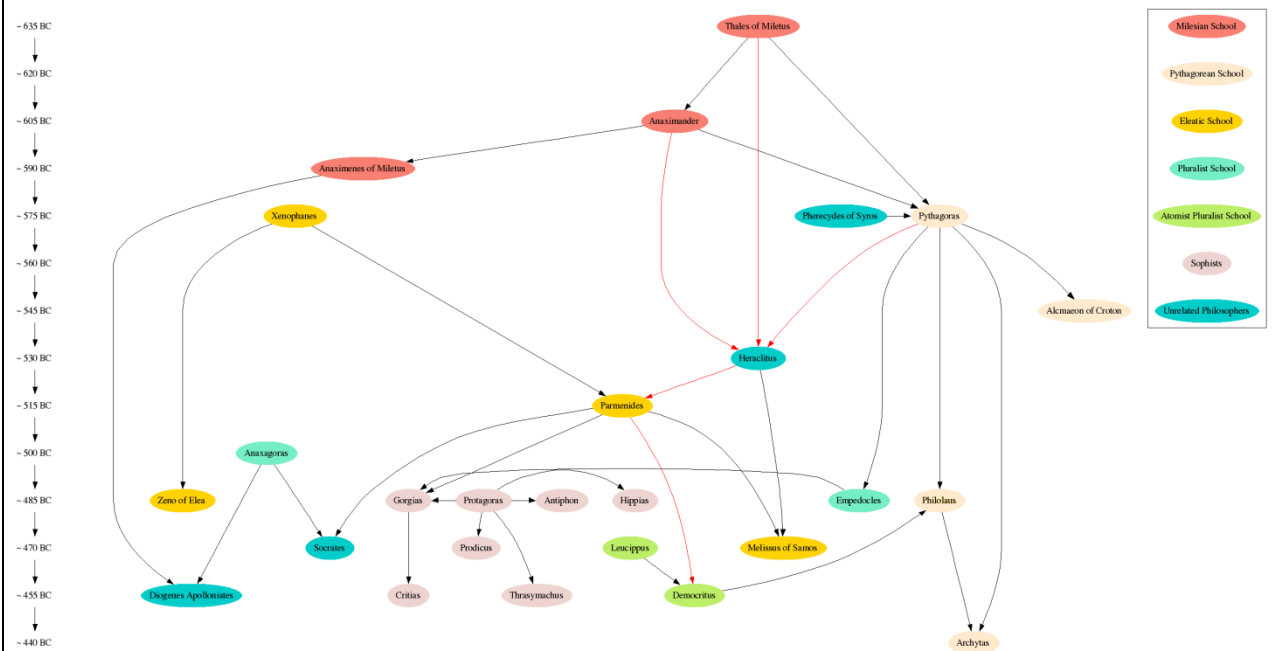 ~ 635 BC
Thales of Miletus
Milesian School
~ 620 BC
Pythagorean School
~ 605 BC
Anaximander
Eleatic School
~ 590 BC
Anaximenes of Miletus
Pluralist School
~ 575 BC
Xenophanes
Pherecydes of Syros
Pythagoras
Atomist Pluralist School
~ 560 BC
Sophists
~ 545 BC
Alcmaeon of Croton
Unrelated Philosophers
~ 530 BC
Heraclitus
~ 515 BC
Parmenides
~ 500 BC
Anaxagoras
~ 485 BC
Zeno of Elea
Gorgias
Protagoras
Antiphon
Hippias
Empedocles
Philolaus
~ 470 BC
Socrates
Prodicus
Leucippus
Melissus of Samos
~ 455 BC
Diogenes Apolloniates
Critias
Thrasymachus
Democritus
~ 440 BC
Archytas